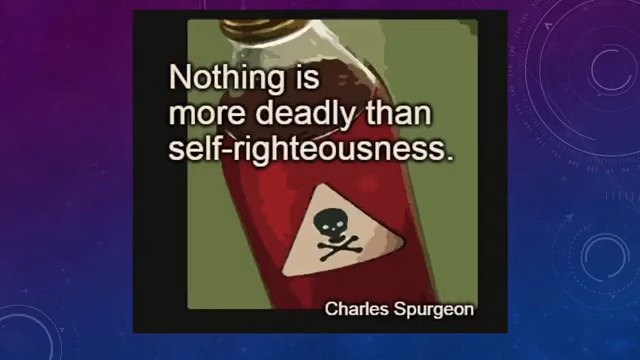 Nothing is
more deadly than
self-righteousness.
Charles Spurgeon